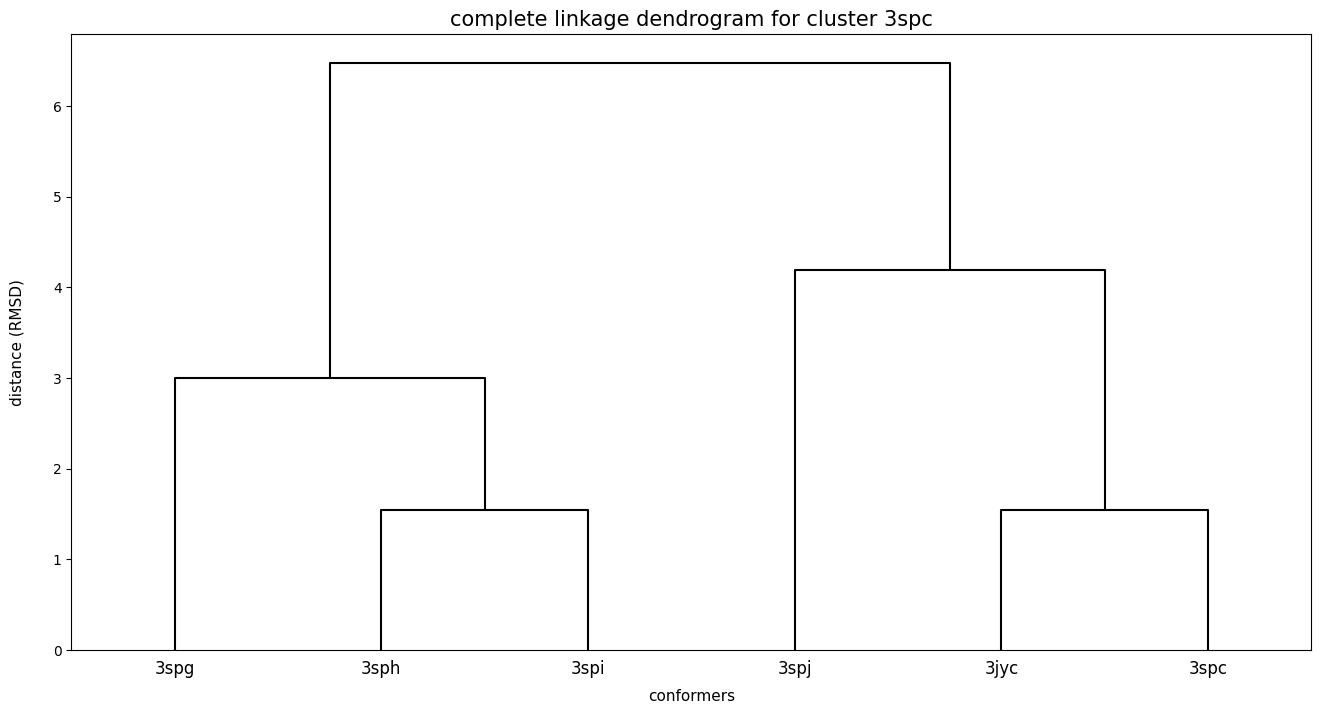 complete linkage dendrogram for cluster 3spc
6
5
4
3
2
1
0
distance (RMSD)
3spg 3sph 3spi 3spj 3jyc 3spc
conformers